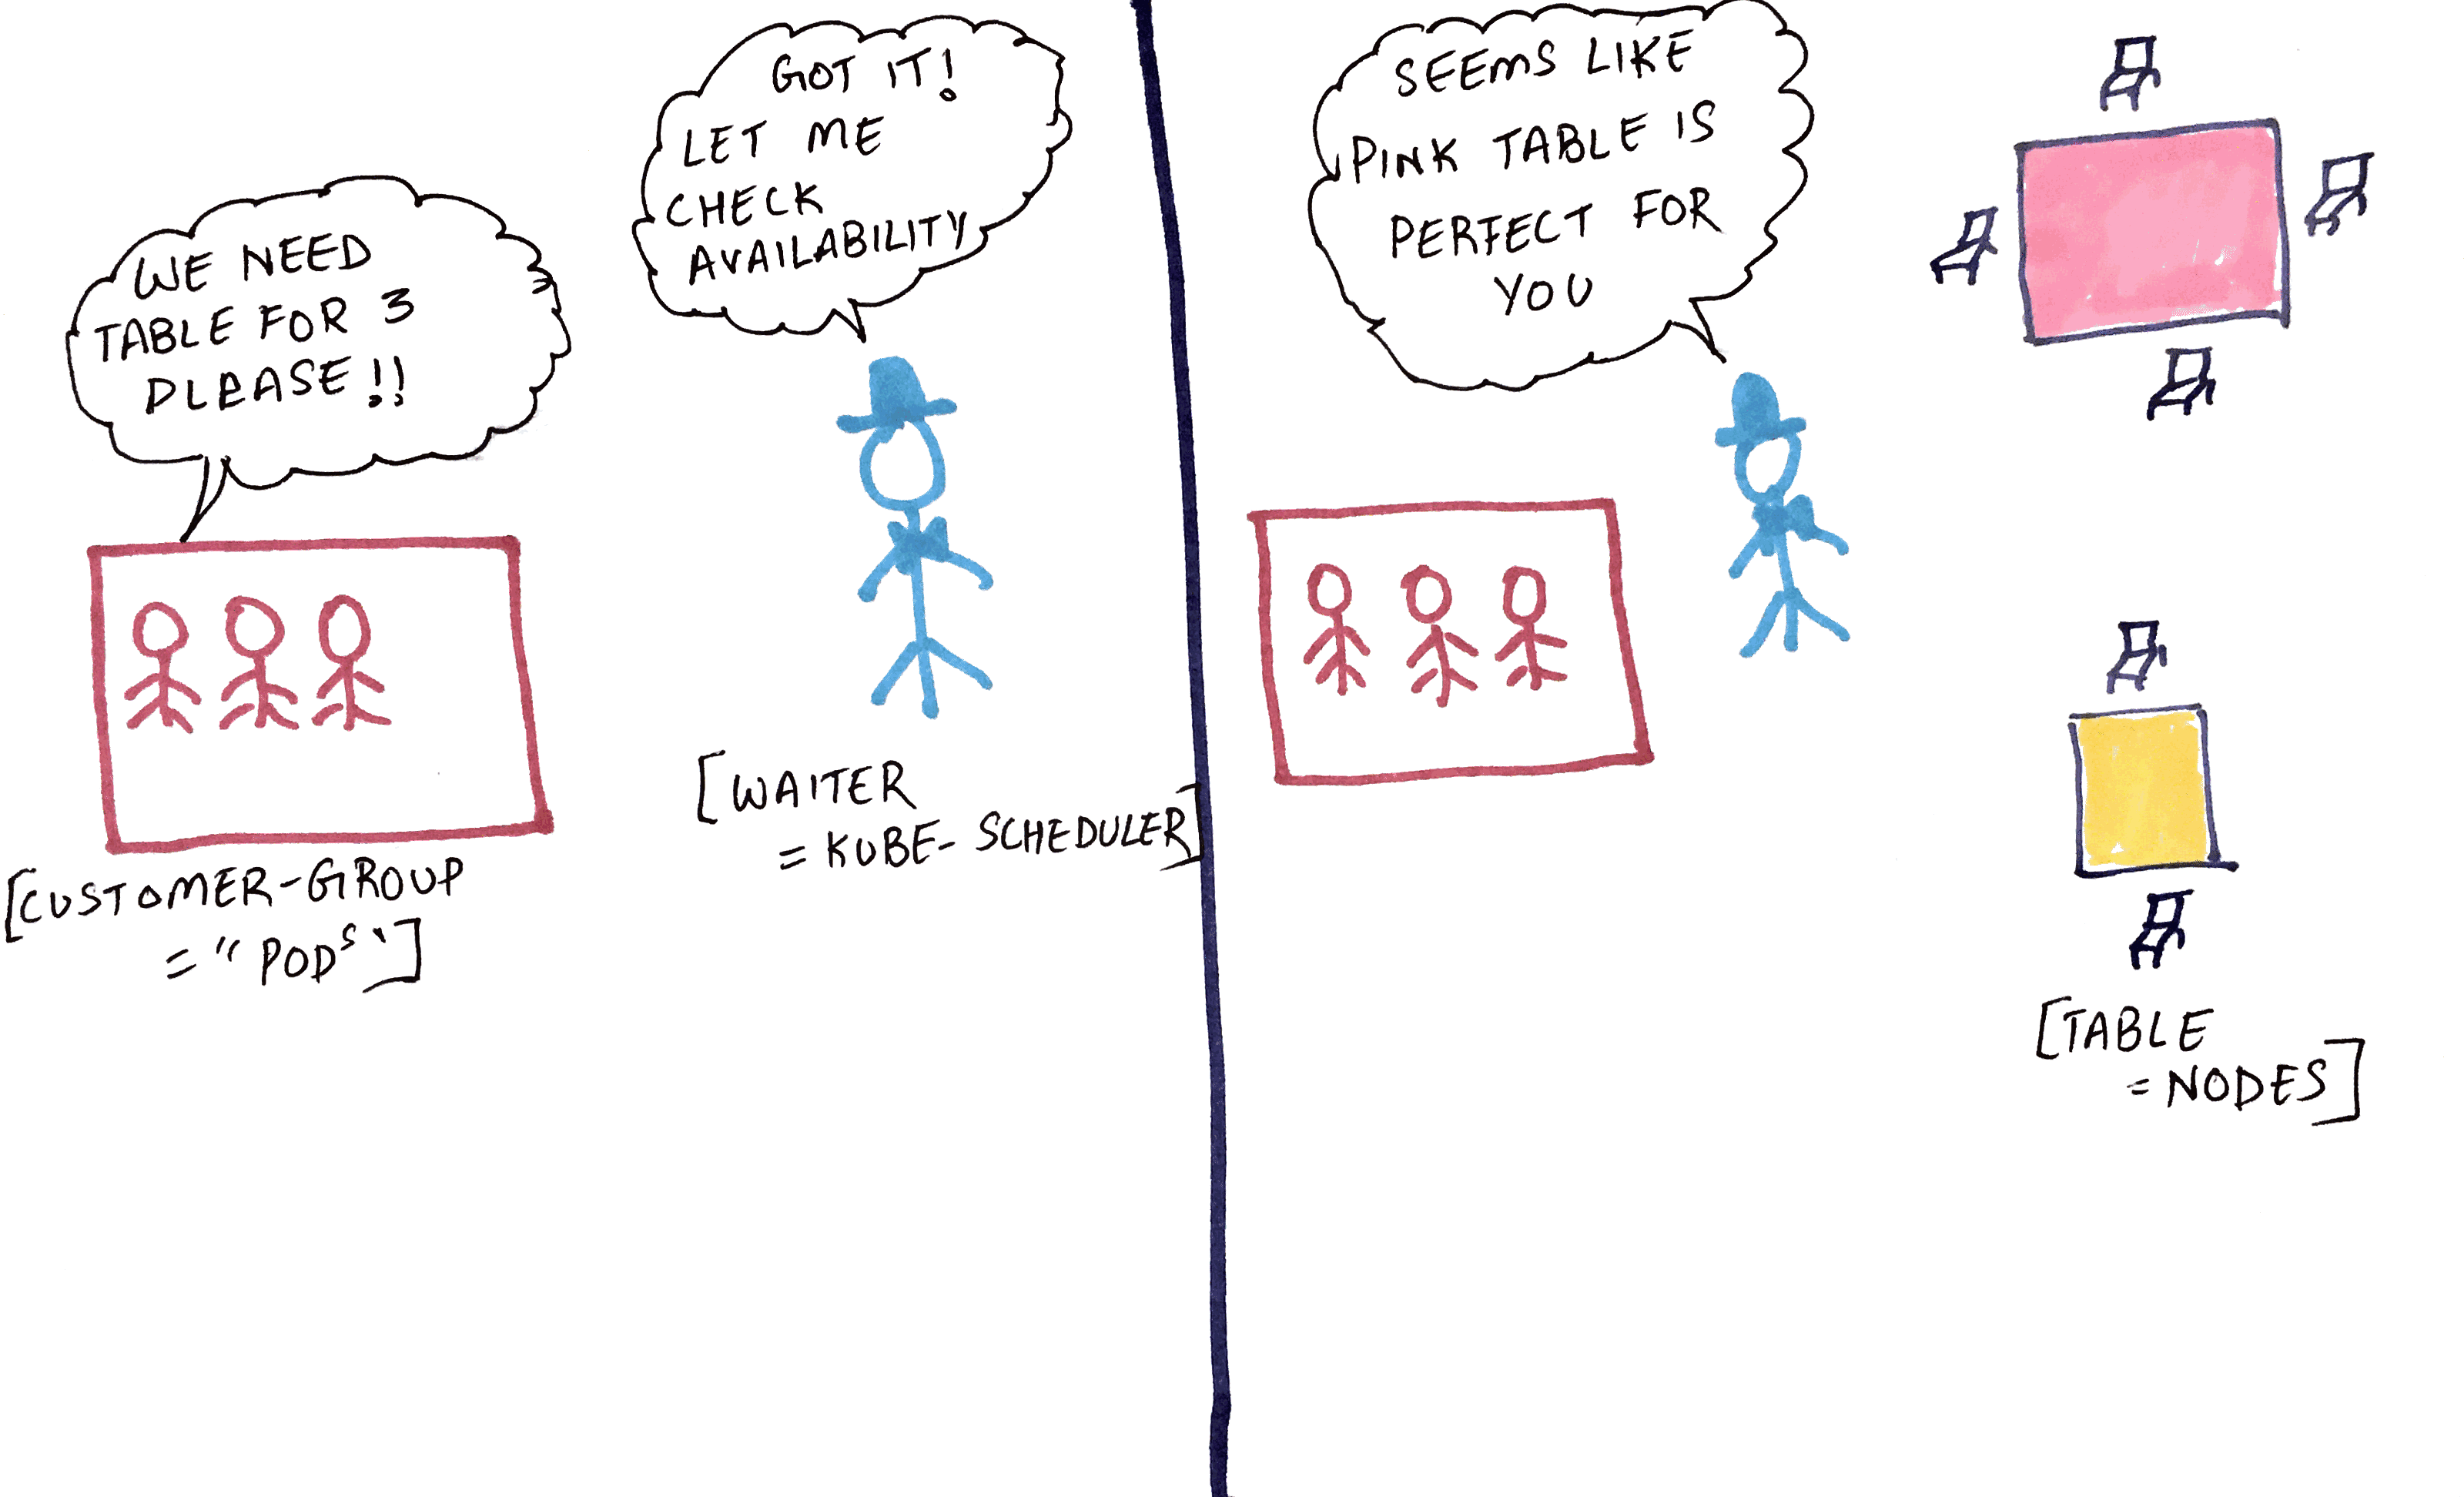 WE NEED
TABLE FOR 3
PLEASE!!
GOT IT!
LET ME
CHECK
AVAILABILITY
[CUSTOMER-GROUP
= "PODS"]
[WAITER
= KUBE- SCHEDULER]
SEEMS LIKE
PINK TABLE IS
PERFECT FOR
YOU
[TABLE
= NODES]